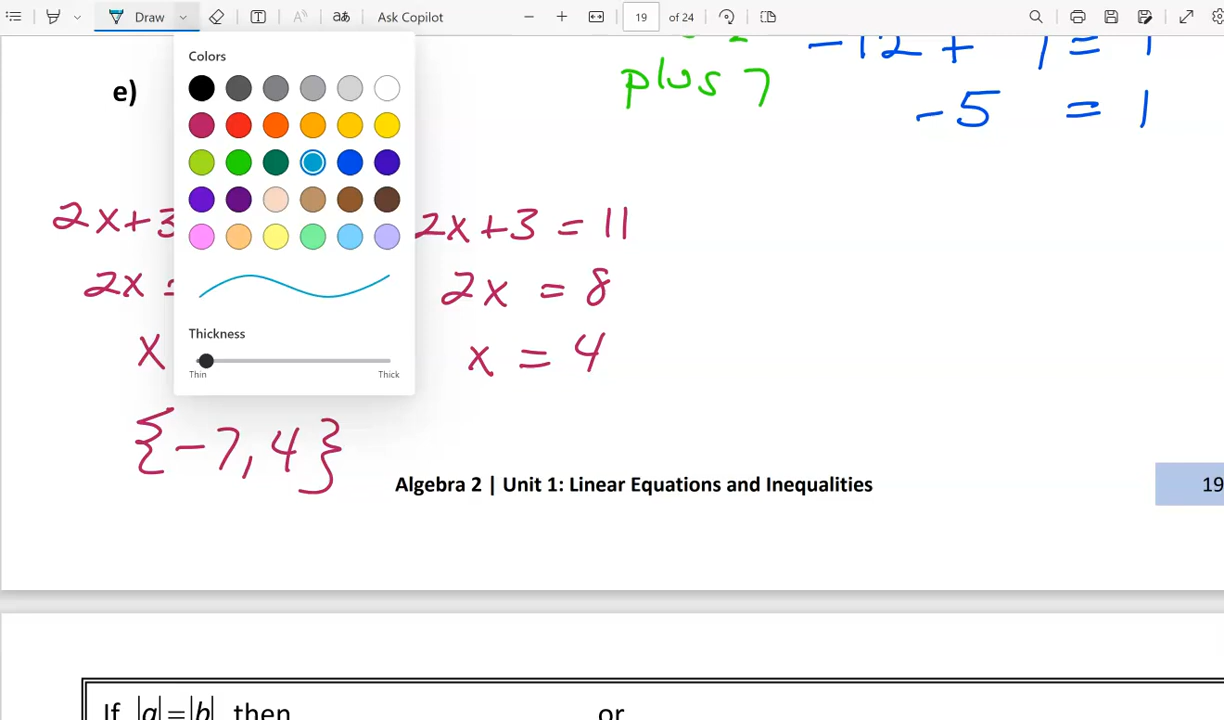 Draw
Ask Copilot
19 of 24
Colors
e)
plus 7
-12 + 7 = 1
-5 = 1
2x+3
2x+3 = 11
2x =
2x = 8
x
x = 4
Thickness
Thin
Thick
{-7,4}
Algebra 2 | Unit 1: Linear Equations and Inequalities
19
If |a|=|b| then
or